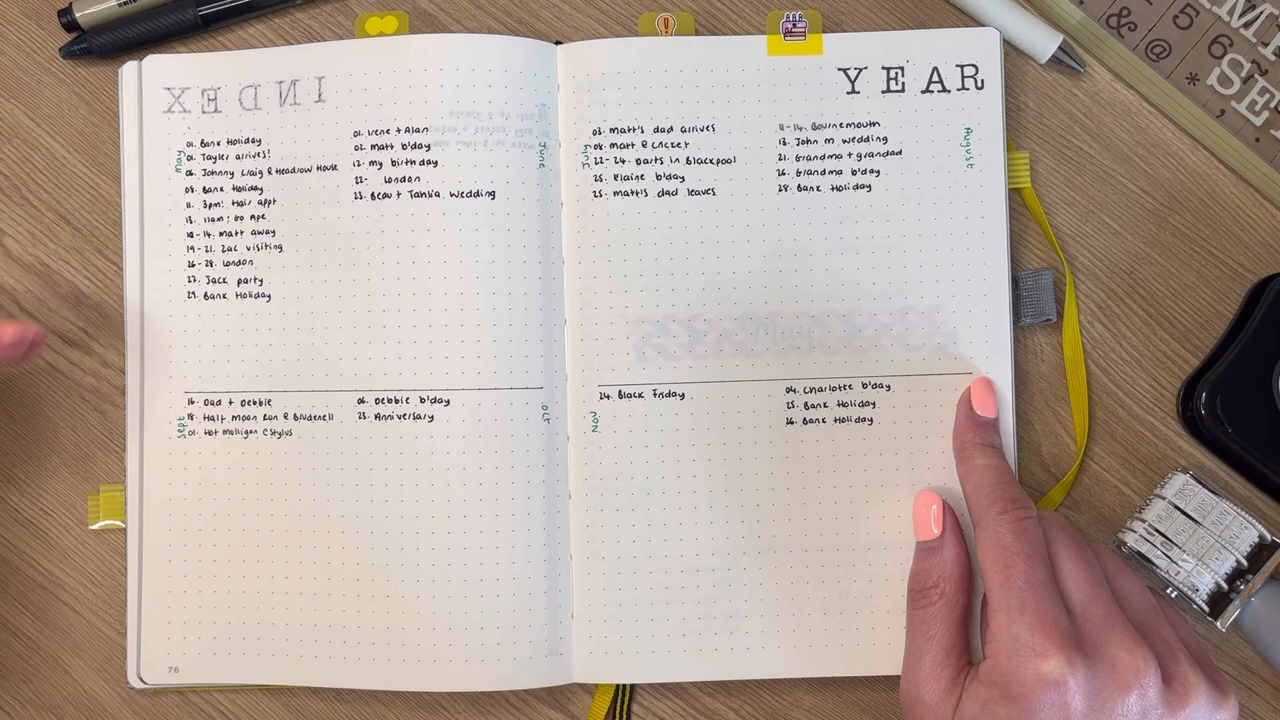 YEAR
INDEX
May
01. Bank Holiday
01. Tayler arrives!
06. Johnny Craig @ Headrow House
08. Bank Holiday
11. 3pm: Hair appt
13. 11am: Go Ape
12-14. Matt away
19-21. Zac visiting
26-28. London
27. Jack party
29. Bank Holiday
June
01. Irene + Alan
02. Matt b'day
12. my birthday
22- London
23. Beau + Tahlia Wedding
July
03. Matt's dad arrives
08. Matt @ Cricket
22-24. Darts in Blackpool
25. Elaine b'day
25. Matt's dad leaves
August
11-14. Bournemouth
18. John M wedding
21. Grandma + grandad
26. Grandma b'day
28. Bank Holiday
Sept
16. Dad + Debbie
18. Half moon Run @ Brudenell
01. Hot Mulligan @ Stylus
Oct
06. Debbie b'day
23. Anniversary
Nov
24. Black Friday
04. Charlotte b'day
25. Bank Holiday
26. Bank Holiday
76